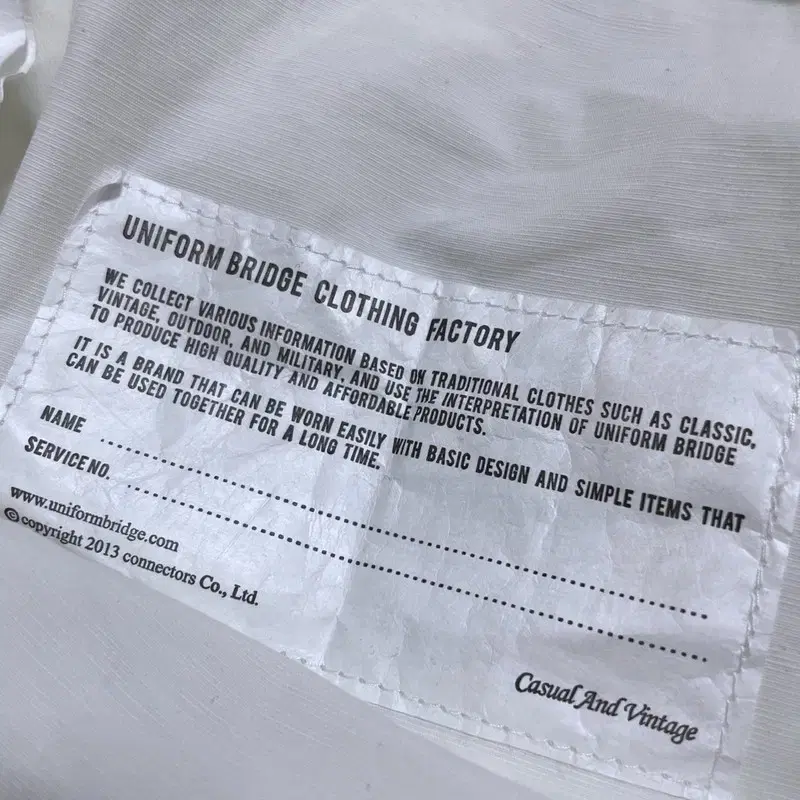 UNIFORM BRIDGE CLOTHING FACTORY
WE COLLECT VARIOUS INFORMATION BASED ON TRADITIONAL CLOTHES SUCH AS CLASSIC,
VINTAGE, OUTDOOR, AND MILITARY, AND USE THE INTERPRETATION OF UNIFORM BRIDGE
TO PRODUCE HIGH QUALITY AND AFFORDABLE PRODUCTS.
IT IS A BRAND THAT CAN BE WORN EASILY WITH BASIC DESIGN AND SIMPLE ITEMS THAT
CAN BE USED TOGETHER FOR A LONG TIME.
NAME
SERVICE NO.
www.uniformbridge.com
© copyright 2013 connectors Co., Ltd.
Casual And Vintage